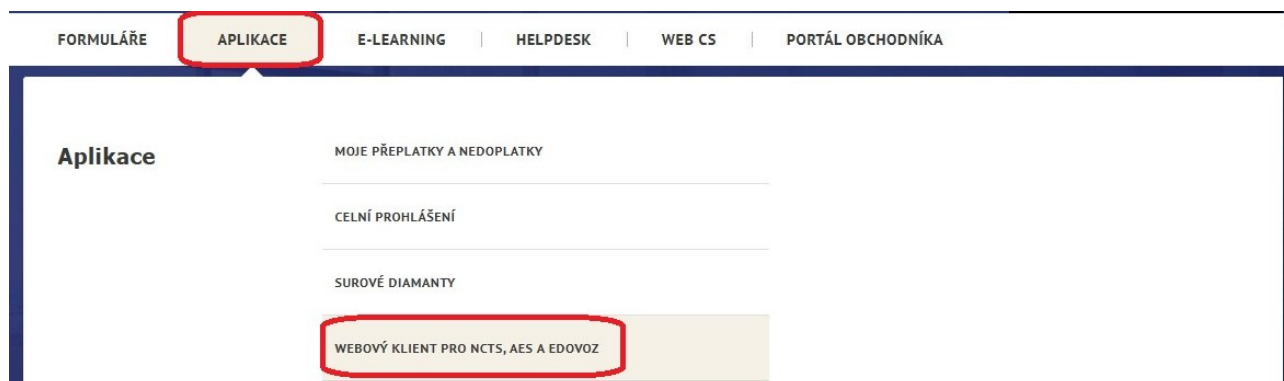 FORMULÁŘE APLIKACE E-LEARNING | HELPDESK | WEB CS | PORTÁL OBCHODNÍKA
Aplikace
MOJE PŘEPLATKY A NEDOPLATKY
CELNÍ PROHLÁŠENÍ
SUROVÉ DIAMANTY
WEBOVÝ KLIENT PRO NCTS, AES A EDOVOZ